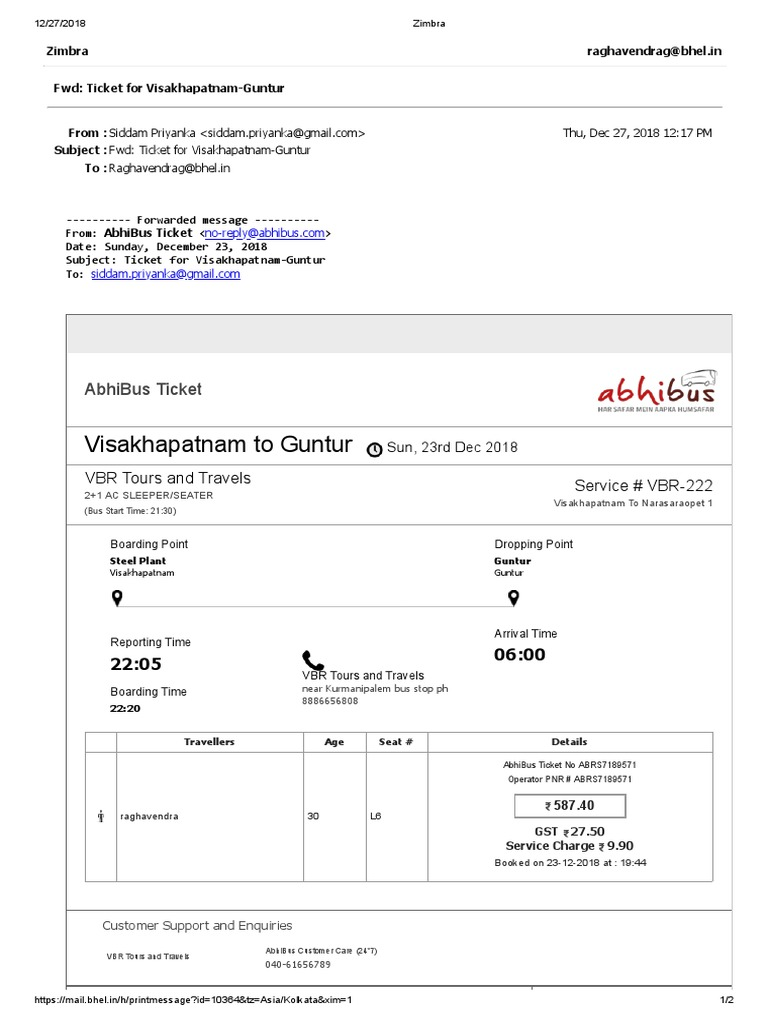 12/27/2018 Zimbra
Zimbra raghavendrag@bhel.in
Fwd: Ticket for Visakhapatnam-Guntur
From : Siddam Priyanka <siddam.priyanka@gmail.com> Thu, Dec 27, 2018 12:17 PM
Subject : Fwd: Ticket for Visakhapatnam-Guntur
To : Raghavendrag@bhel.in
---------- Forwarded message ----------
From: AbhiBus Ticket <no-reply@abhibus.com>
Date: Sunday, December 23, 2018
Subject: Ticket for Visakhapatnam-Guntur
To: siddam.priyanka@gmail.com
AbhiBus Ticket
abhibus
HAR SAFAR MEIN AAPKA HUMSAFAR
Visakhapatnam to Guntur Sun, 23rd Dec 2018
VBR Tours and Travels
2+1 AC SLEEPER/SEATER
(Bus Start Time: 21:30)
Service # VBR-222
Visakhapatnam To Narasaraopet 1
Boarding Point
Steel Plant
Visakhapatnam
Dropping Point
Guntur
Guntur
Reporting Time
22:05
Boarding Time
22:20
VBR Tours and Travels
near Kurmanipalem bus stop ph
8886656808
Arrival Time
06:00
Travellers Age Seat # Details
raghavendra 30 L6
AbhiBus Ticket No ABRS7189571
Operator PNR # ABRS7189571
₹ 587.40
GST ₹ 27.50
Service Charge ₹ 9.90
Booked on 23-12-2018 at : 19:44
Customer Support and Enquiries
VBR Tours and Travels
AbhiBus Customer Care (24*7)
040-61656789
https://mail.bhel.in/h/printmessage?id=10364&tz=Asia/Kolkata&xim=1 1/2